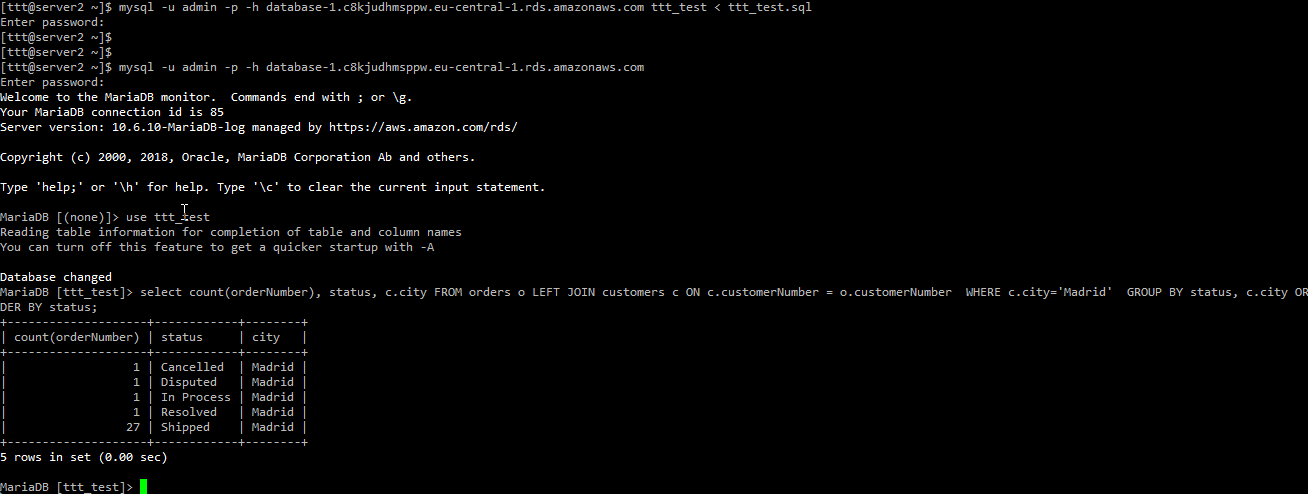 [ttt@server2 ~]$ mysql -u admin -p -h database-1.c8kjudhmsppw.eu-central-1.rds.amazonaws.com ttt_test < ttt_test.sql
Enter password:
[ttt@server2 ~]$
[ttt@server2 ~]$
[ttt@server2 ~]$ mysql -u admin -p -h database-1.c8kjudhmsppw.eu-central-1.rds.amazonaws.com
Enter password:
Welcome to the MariaDB monitor.  Commands end with ; or \g.
Your MariaDB connection id is 85
Server version: 10.6.10-MariaDB-log managed by https://aws.amazon.com/rds/

Copyright (c) 2000, 2018, Oracle, MariaDB Corporation Ab and others.

Type 'help;' or '\h' for help. Type '\c' to clear the current input statement.

MariaDB [(none)]> use ttt_test
Reading table information for completion of table and column names
You can turn off this feature to get a quicker startup with -A

Database changed
MariaDB [ttt_test]> select count(orderNumber), status, c.city FROM orders o LEFT JOIN customers c ON c.customerNumber = o.customerNumber  WHERE c.city='Madrid'  GROUP BY status, c.city OR
DER BY status;
+--------------------+------------+--------+
| count(orderNumber) | status     | city   |
+--------------------+------------+--------+
|                  1 | Cancelled  | Madrid |
|                  1 | Disputed   | Madrid |
|                  1 | In Process | Madrid |
|                  1 | Resolved   | Madrid |
|                 27 | Shipped    | Madrid |
+--------------------+------------+--------+
5 rows in set (0.00 sec)

MariaDB [ttt_test]>